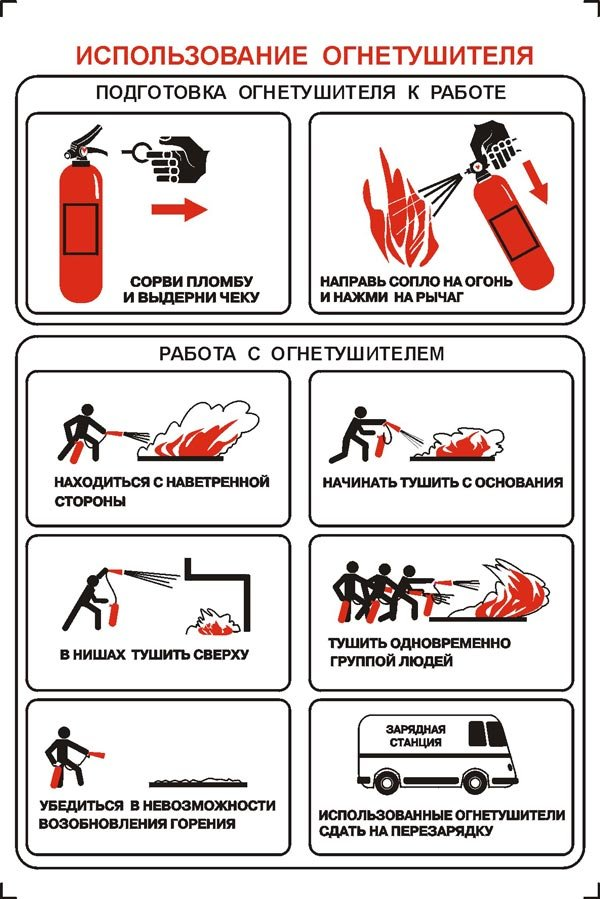 ИСПОЛЬЗОВАНИЕ ОГНЕТУШИТЕЛЯ
ПОДГОТОВКА ОГНЕТУШИТЕЛЯ К РАБОТЕ
СОРВИ ПЛОМБУ
И ВЫДЕРНИ ЧЕКУ
НАПРАВЬ СОПЛО НА ОГОНЬ
И НАЖМИ НА РЫЧАГ
РАБОТА С ОГНЕТУШИТЕЛЕМ
НАХОДИТЬСЯ С НАВЕТРЕННОЙ
СТОРОНЫ
НАЧИНАТЬ ТУШИТЬ С ОСНОВАНИЯ
В НИШАХ ТУШИТЬ СВЕРХУ
ТУШИТЬ ОДНОВРЕМЕННО
ГРУППОЙ ЛЮДЕЙ
УБЕДИТЬСЯ В НЕВОЗМОЖНОСТИ
ВОЗОБНОВЛЕНИЯ ГОРЕНИЯ
ЗАРЯДНАЯ
СТАНЦИЯ
ИСПОЛЬЗОВАННЫЕ ОГНЕТУШИТЕЛИ
СДАТЬ НА ПЕРЕЗАРЯДКУ